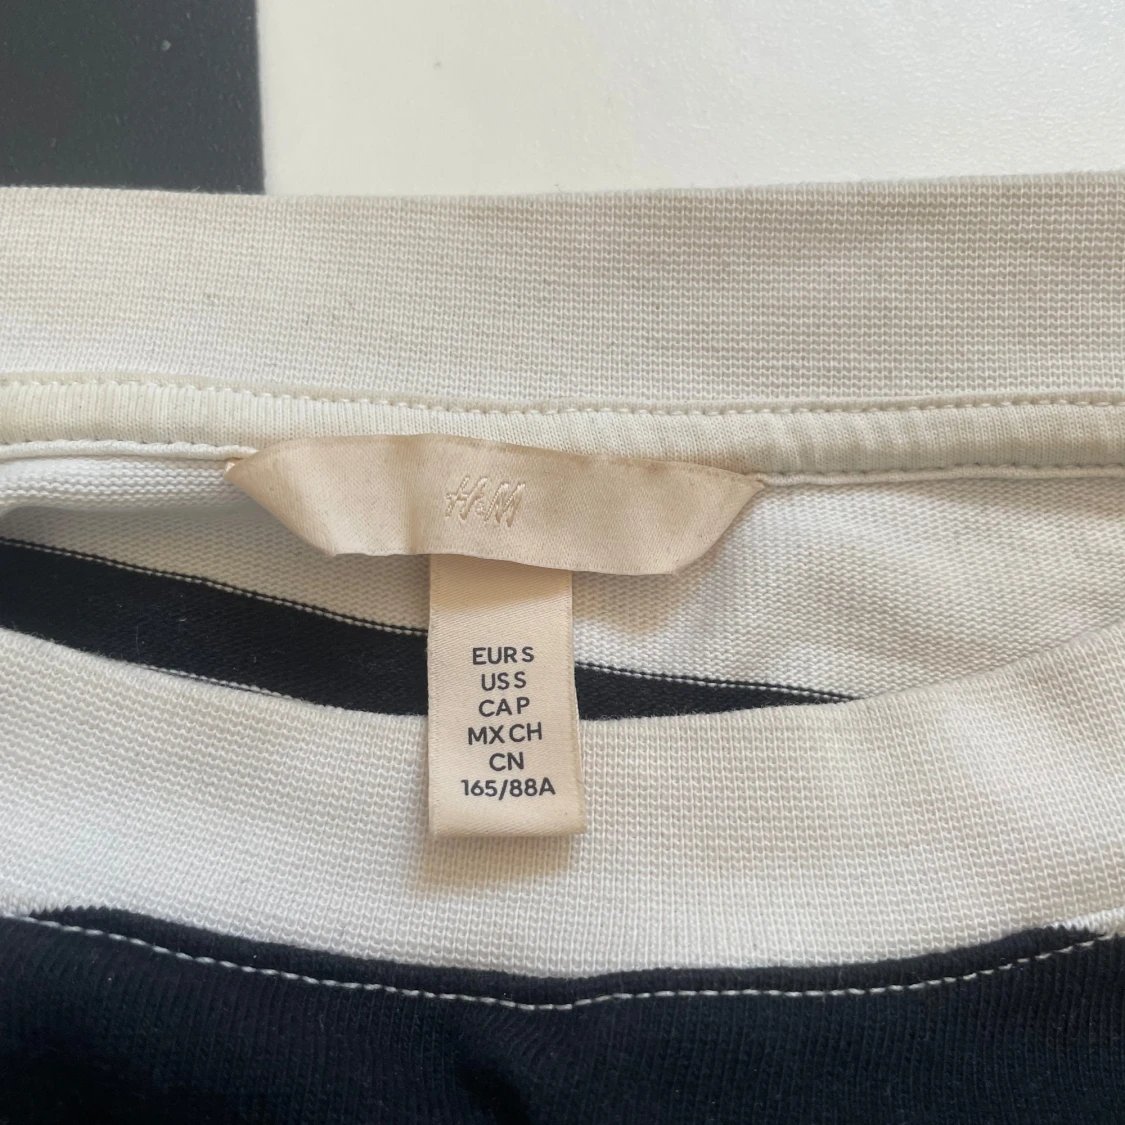 H&M
EUR S
US S
CA P
MX CH
CN
165/88A